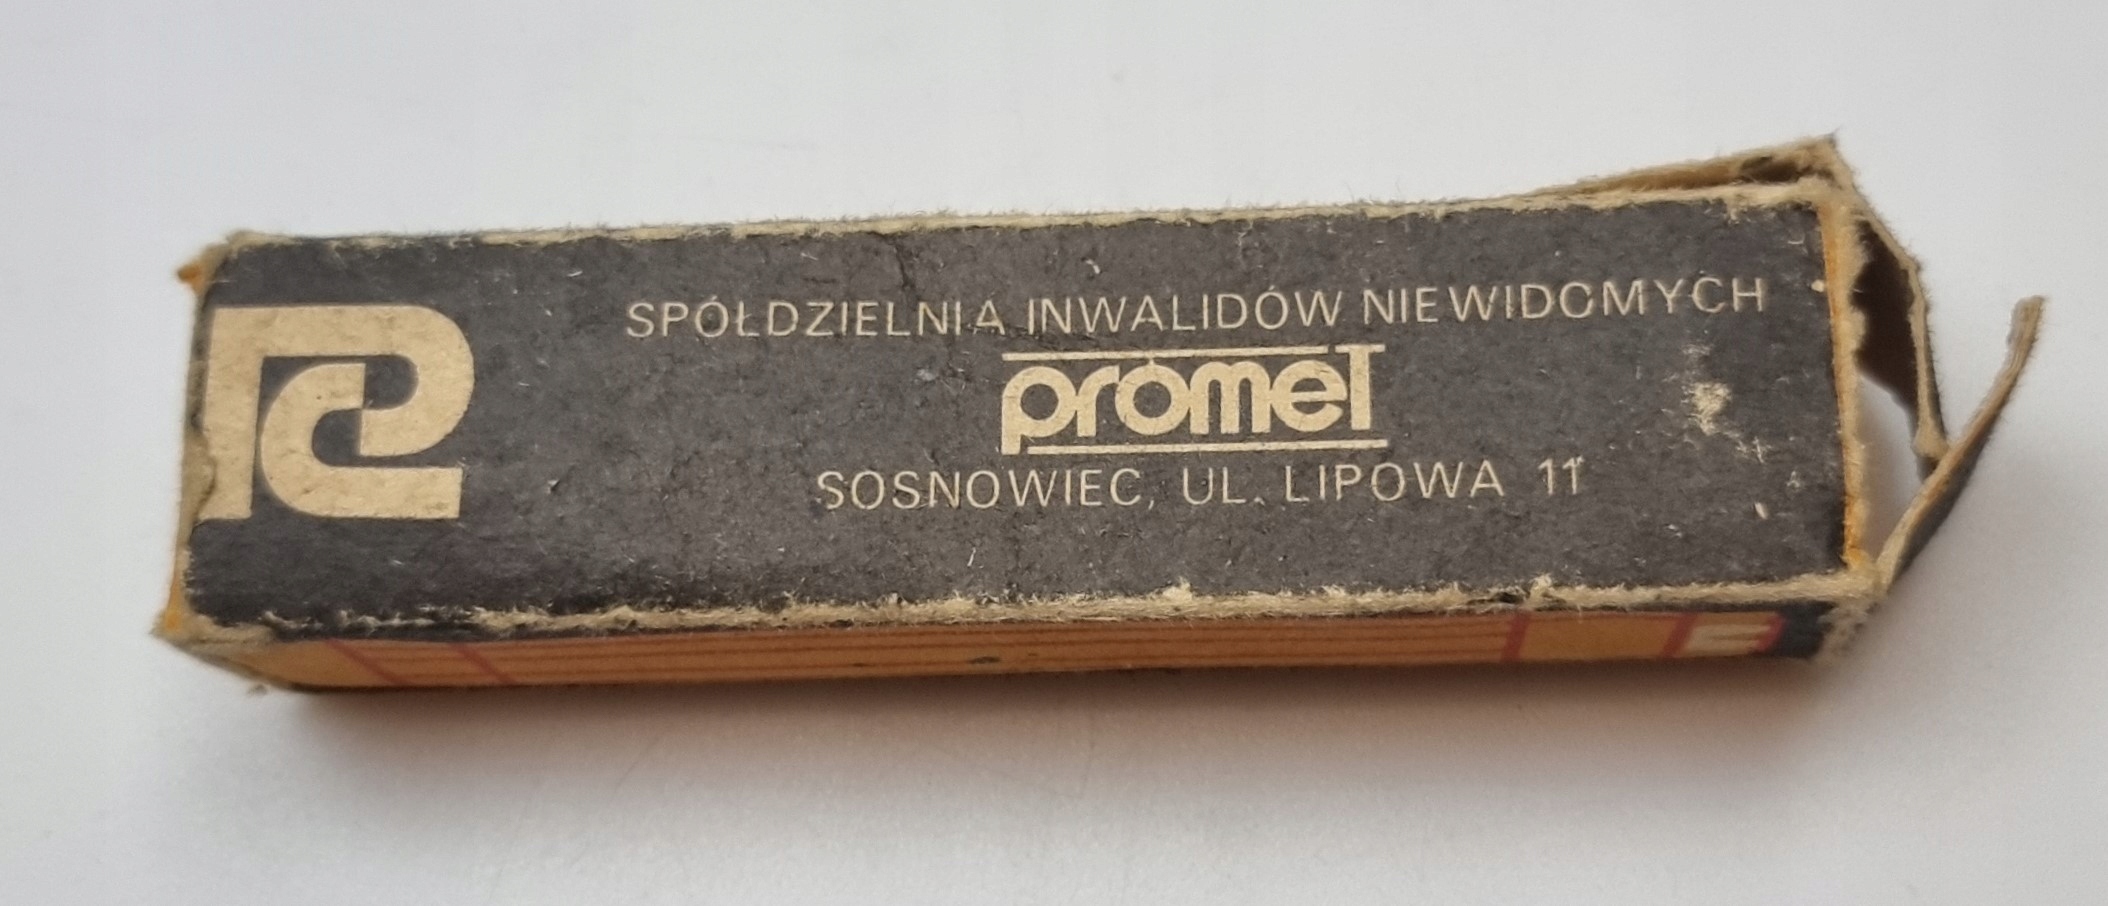 SPÓŁDZIELNIA INWALIDÓW NIEWIDOMYCH
promeT
SOSNOWIEC, UL. LIPOWA 11